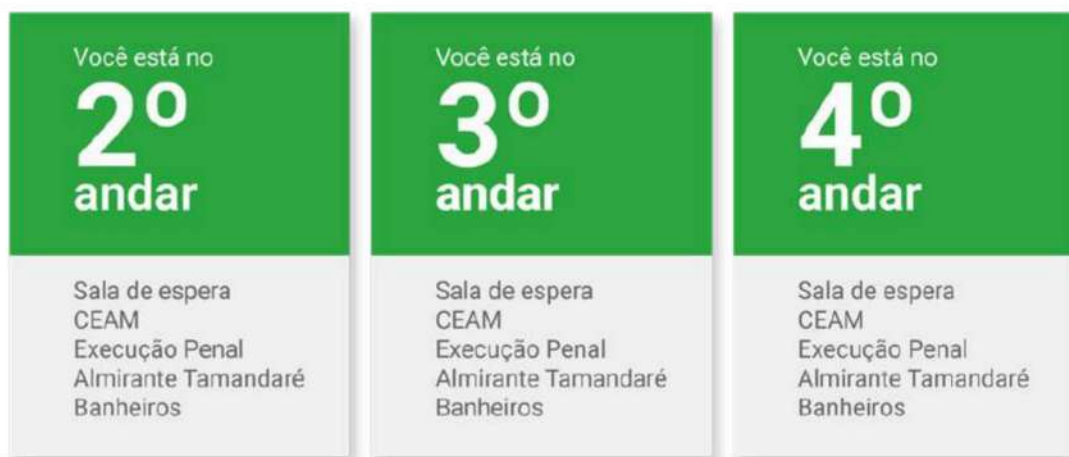 Você está no
2º
andar
Sala de espera
CEAM
Execução Penal
Almirante Tamandaré
Banheiros
Você está no
3º
andar
Sala de espera
CEAM
Execução Penal
Almirante Tamandaré
Banheiros
Você está no
4º
andar
Sala de espera
CEAM
Execução Penal
Almirante Tamandaré
Banheiros